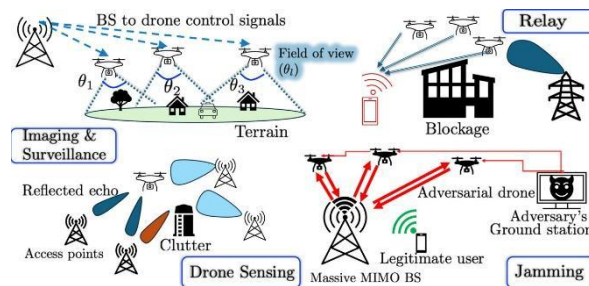 BS to drone control signals
Field of view
(θl)
θ1
θ2
θ3
Terrain
Imaging &
Surveillance
Relay
Blockage
Reflected echo
Clutter
Access points
Drone Sensing
Adversarial drone
Adversary's
Ground station
Legitimate user
Massive MIMO BS
Jamming